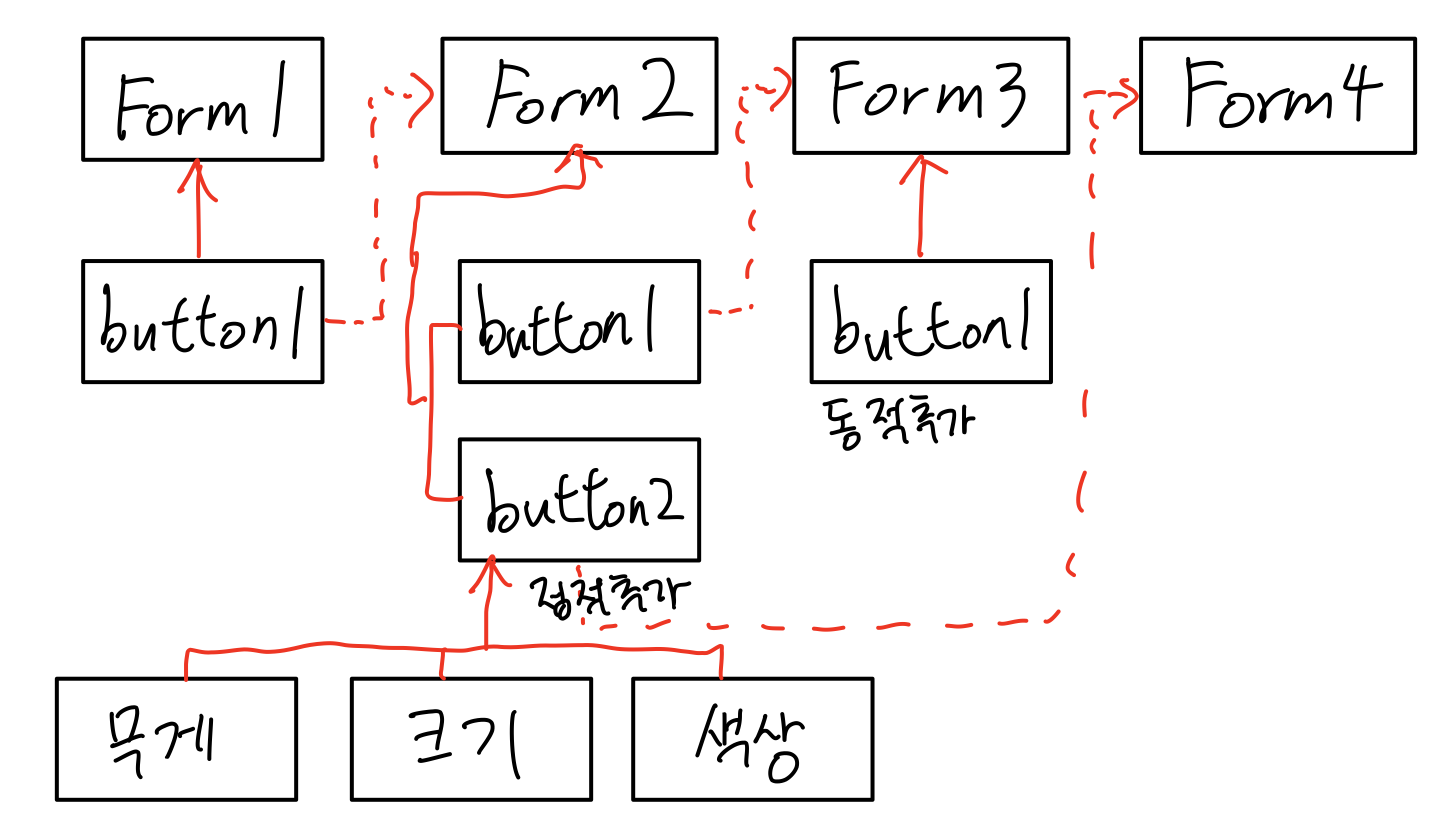 Form1
Form2
Form3
Form4
button1
button1
button1
동적추가
button2
정적추가
무게
크기
색상